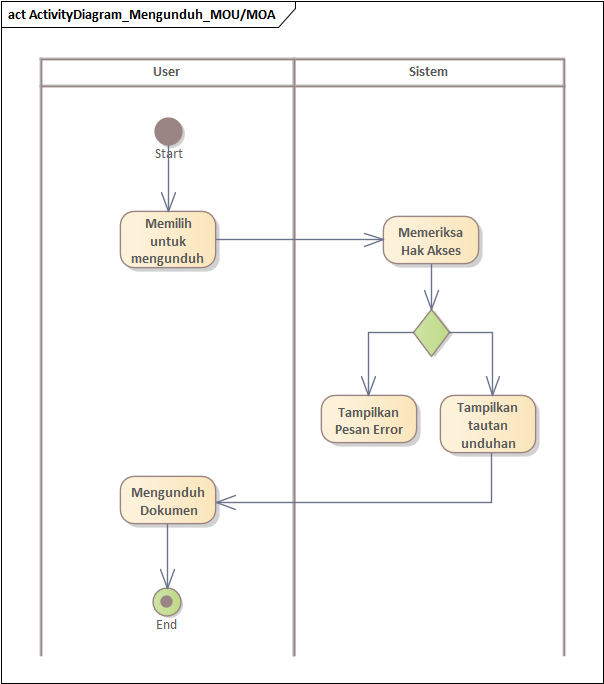 act ActivityDiagram_Mengunduh_MOU/MOA
User
Sistem
Start
Memilih
untuk
mengunduh
Memeriksa
Hak Akses
Tampilkan
Pesan Error
Tampilkan
tautan
unduhan
Mengunduh
Dokumen
End